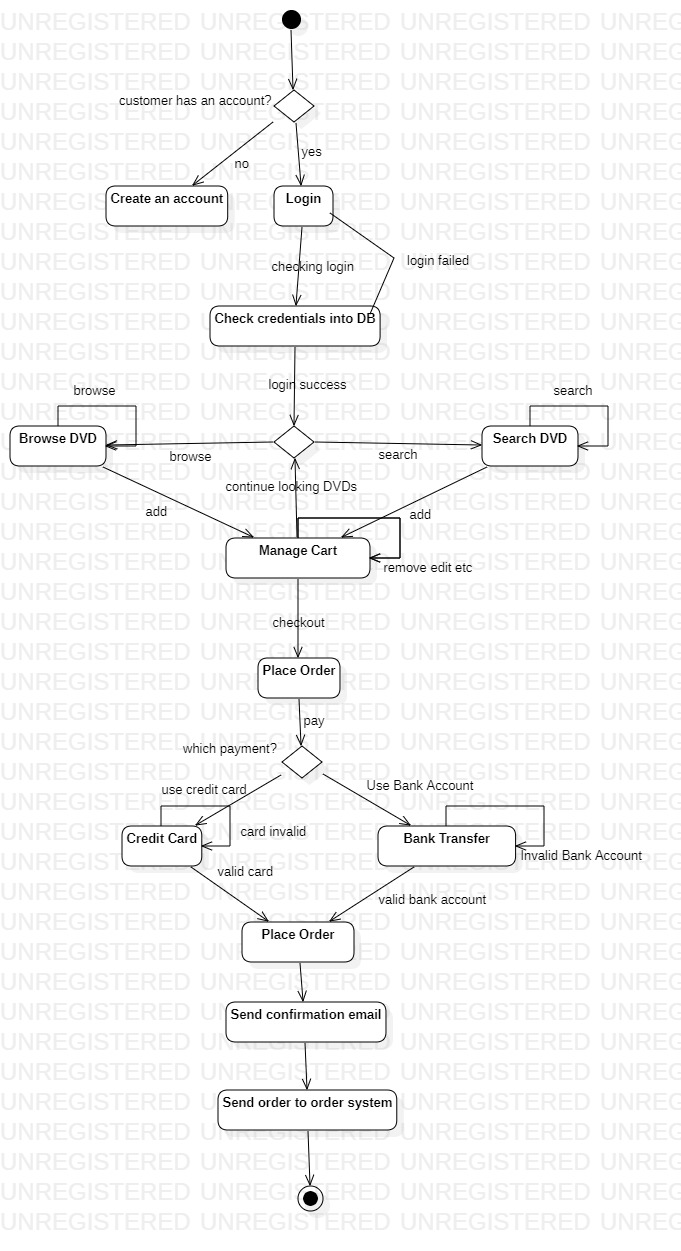 customer has an account?
no
yes
Create an account
Login
checking login
login failed
Check credentials into DB
login success
browse
search
Browse DVD
Search DVD
browse
search
continue looking DVDs
add
add
Manage Cart
remove edit etc
checkout
Place Order
pay
which payment?
use credit card
Use Bank Account
Credit Card
card invalid
Bank Transfer
Invalid Bank Account
valid card
valid bank account
Place Order
Send confirmation email
Send order to order system
UNREGISTERED